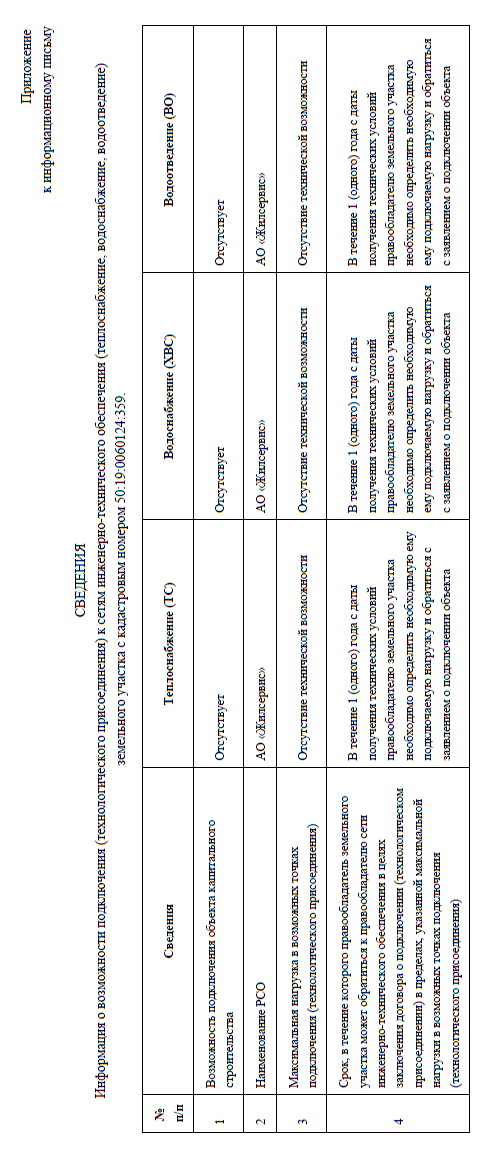 Приложение
к информационному письму
СВЕДЕНИЯ
Информация о возможности подключения (технологического присоединения) к сетям инженерно-технического обеспечения (теплоснабжение, водоснабжение, водоотведение)
земельного участка с кадастровым номером 50:19:0060124:359.
№
п/п
Сведения
Теплоснабжение (ТС)
Водоснабжение (ХВС)
Водоотведение (ВО)
1
Возможность подключения объекта капитального
строительства
Отсутствует
Отсутствует
Отсутствует
2
Наименование РСО
АО «Жилсервис»
АО «Жилсервис»
АО «Жилсервис»
3
Максимальная нагрузка в возможных точках
подключения (технологического присоединения)
Отсутствие технической возможности
Отсутствие технической возможности
Отсутствие технической возможности
4
Срок, в течение которого правообладатель земельного
участка может обратиться к правообладателю сети
инженерно-технического обеспечения в целях
заключения договора о подключении (технологическом
присоединении) в пределах, указанной максимальной
нагрузки в возможных точках подключения
(технологического присоединения)
В течение 1 (одного) года с даты
получения технических условий
правообладателю земельного участка
необходимо определить необходимую ему
подключаемую нагрузку и обратиться с
заявлением о подключении объекта
В течение 1 (одного) года с даты
получения технических условий
правообладателю земельного участка
необходимо определить необходимую
ему подключаемую нагрузку и обратиться
с заявлением о подключении объекта
В течение 1 (одного) года с даты
получения технических условий
правообладателю земельного участка
необходимо определить необходимую
ему подключаемую нагрузку и обратиться
с заявлением о подключении объекта